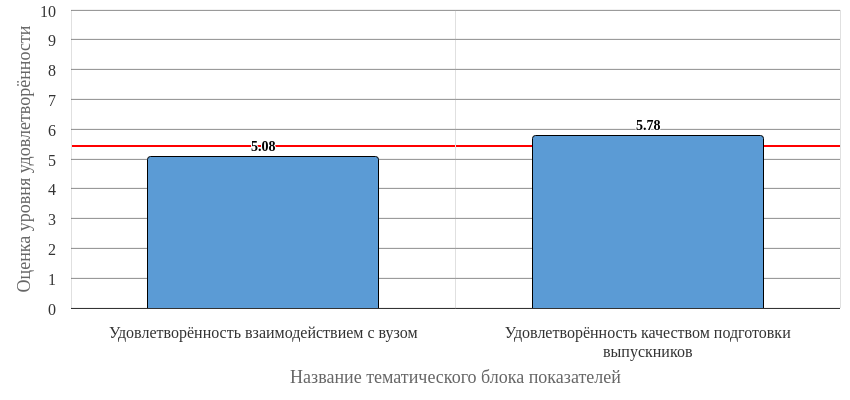 10
9
8
7
6
5
4
3
2
1
0
Оценка уровня удовлетворённости
5.08
5.78
Удовлетворённость взаимодействием с вузом
Удовлетворённость качеством подготовки
выпускников
Название тематического блока показателей